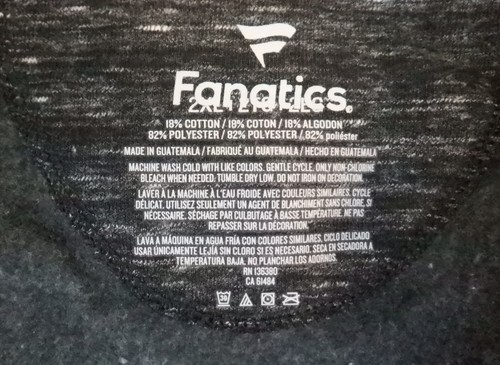 Fanatics
2XL
18% COTTON / 18% COTON / 18% ALGODON
82% POLYESTER / 82% POLYESTER / 82% poliéster
MADE IN GUATEMALA / FABRIQUÉ AU GUATEMALA / HECHO EN GUATEMALA
MACHINE WASH COLD WITH LIKE COLORS. GENTLE CYCLE. ONLY NON-CHLORINE
BLEACH WHEN NEEDED. TUMBLE DRY LOW. DO NOT IRON ON DECORATION.
LAVER À LA MACHINE À L'EAU FROIDE AVEC COULEURS SIMILAIRES. CYCLE
DÉLICAT. UTILISEZ SEULEMENT UN AGENT DE BLANCHIMENT SANS CHLORE, SI
NÉCESSAIRE. SÉCHAGE PAR CULBUTAGE À BASSE TEMPÉRATURE. NE PAS
REPASSER SUR LA DÉCORATION.
LAVA A MÁQUINA EN AGUA FRÍA CON COLORES SIMILARES. CICLO DELICADO
USAR ÚNICAMENTE LEJÍA SIN CLORO SI ES NECESARIO. SECA EN SECADORA A
TEMPERATURA BAJA. NO PLANCHAR LOS ADORNOS.
RN 136380
CA 61484
30